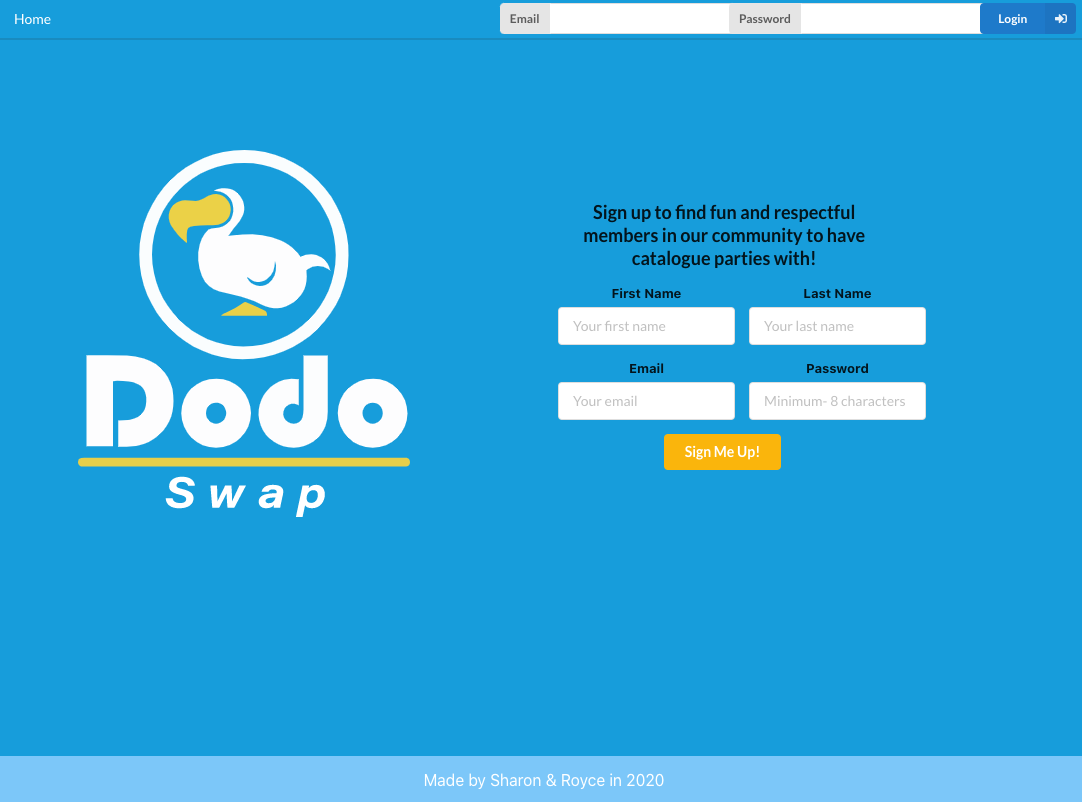 Home
Email
Password
Login
Dodo
Swap
Sign up to find fun and respectful
members in our community to have
catalogue parties with!
First Name
Last Name
Your first name
Your last name
Email
Password
Your email
Minimum- 8 characters
Sign Me Up!
Made by Sharon & Royce in 2020